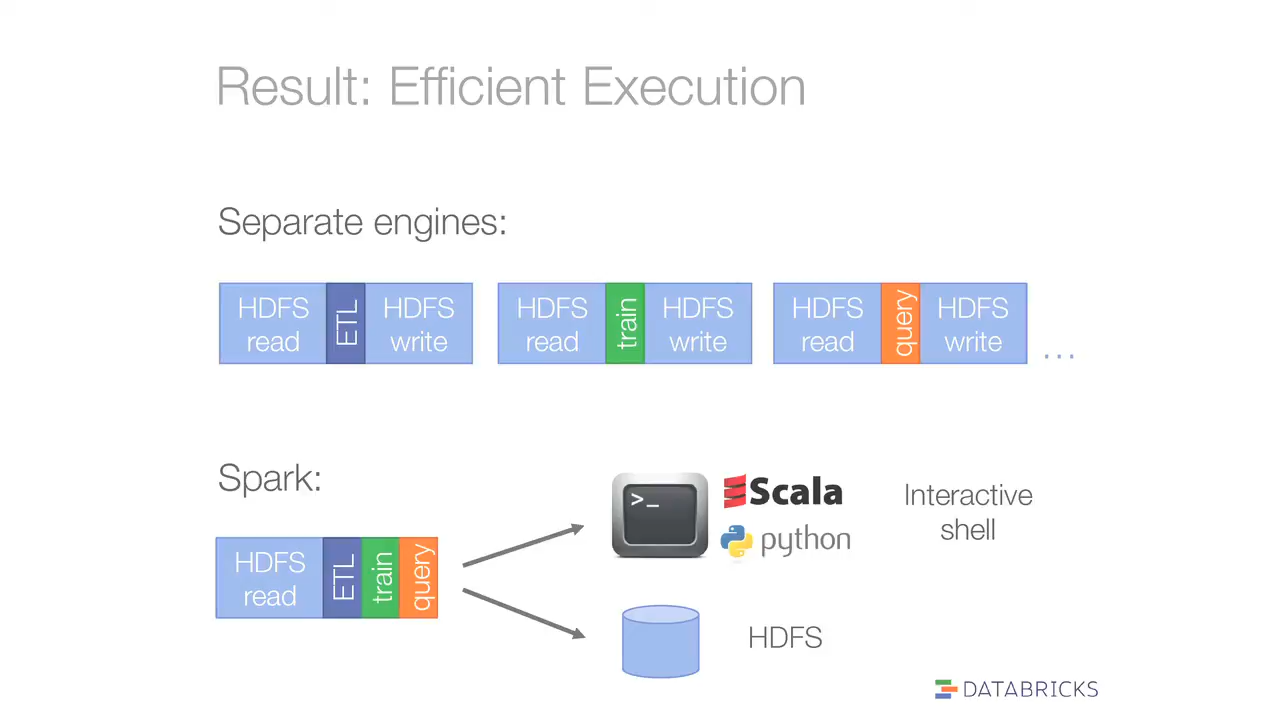 Result: Efficient Execution
Separate engines:
HDFS read
ETL
HDFS write
HDFS read
train
HDFS write
HDFS read
query
HDFS write
...
Spark:
HDFS read
ETL
train
query
>_
Scala
python
Interactive shell
HDFS
DATABRICKS